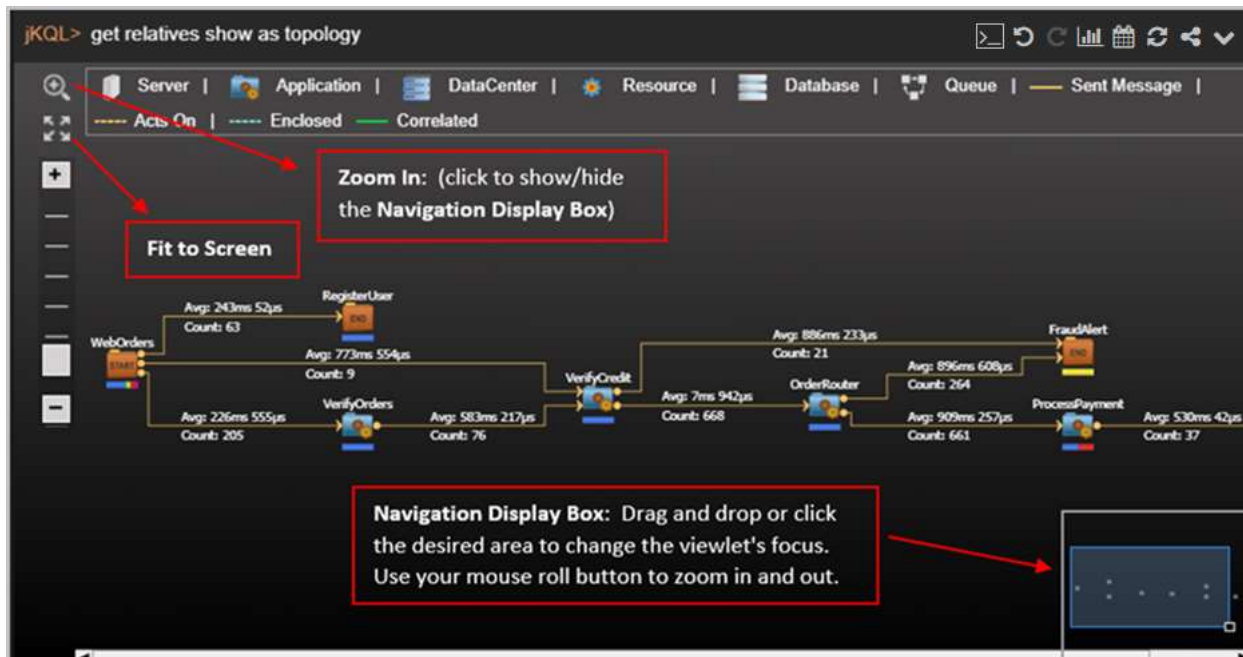 jKQL> get relatives show as topology
Server | Application | DataCenter | Resource | Database | Queue | Sent Message |
Acts On | Enclosed Correlated
Zoom In: (click to show/hide
the Navigation Display Box)
Fit to Screen
RegisterUser
Avg: 243ms 52µs
END
Count: 63
WebOrders
START
Avg: 773ms 554µs
Count: 9
Avg: 886ms 233µs
Count: 21
FraudAlert
END
Avg: 896ms 608µs
Count: 264
VerifyCredit
Avg: 7ms 942µs
Count: 668
OrderRouter
VerifyOrders
Avg: 226ms 555µs
Count: 205
Avg: 583ms 217µs
Count: 76
ProcessPayment
Avg: 909ms 257µs
Count: 661
Avg: 530ms 42µs
Count: 37
Navigation Display Box: Drag and drop or click
the desired area to change the viewlet's focus.
Use your mouse roll button to zoom in and out.